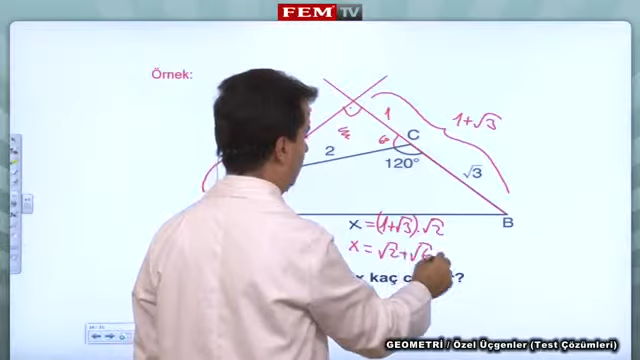 FEM TV
Örnek:
1
1+√3
C
2
120°
√3
B
x = (1+√3).√2
x = √2+√6
x kaç
?
GEOMETRİ / Özel Üçgenler (Test Çözümleri)